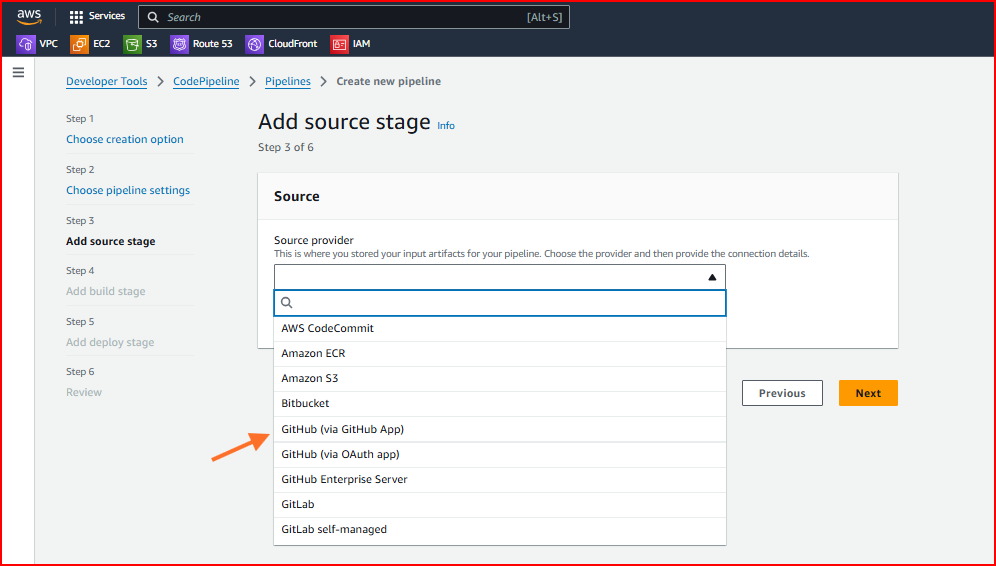 aws
Services
Search
[Alt+S]
VPC
EC2
S3
Route 53
CloudFront
IAM
Developer Tools > CodePipeline > Pipelines > Create new pipeline
Step 1
Choose creation option
Step 2
Choose pipeline settings
Step 3
Add source stage
Step 4
Add build stage
Step 5
Add deploy stage
Step 6
Review
Add source stage Info
Step 3 of 6
Source
Source provider
This is where you stored your input artifacts for your pipeline. Choose the provider and then provide the connection details.
AWS CodeCommit
Amazon ECR
Amazon S3
Bitbucket
GitHub (via GitHub App)
GitHub (via OAuth app)
GitHub Enterprise Server
GitLab
GitLab self-managed
Previous
Next